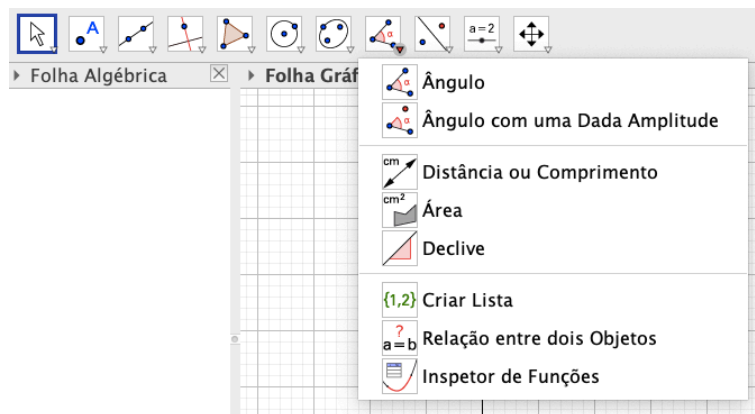 A
α
a=2
Folha Algébrica
Folha Gráf
α Ângulo
α Ângulo com uma Dada Amplitude
cm Distância ou Comprimento
cm² Área
Declive
{1,2} Criar Lista
? a=b Relação entre dois Objetos
Inspetor de Funções